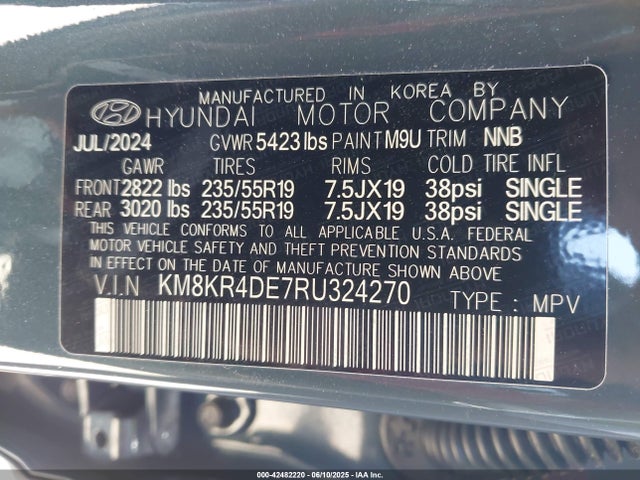 MANUFACTURED IN KOREA BY
HYUNDAI MOTOR COMPANY
JUL/2024 GVWR 5423 lbs PAINT M9U TRIM NNB
GAWR TIRES RIMS COLD TIRE INFL
FRONT 2822 lbs 235/55R19 7.5JX19 38psi SINGLE
REAR 3020 lbs 235/55R19 7.5JX19 38psi SINGLE
THIS VEHICLE CONFORMS TO ALL APPLICABLE U.S.A. FEDERAL
MOTOR VEHICLE SAFETY AND THEFT PREVENTION STANDARDS
IN EFFECT ON THE DATE OF MANUFACTURE SHOWN ABOVE.
V.I.N KM8KR4DE7RU324270 TYPE : MPV
000-42482220 - 06/10/2025 - IAA Inc.